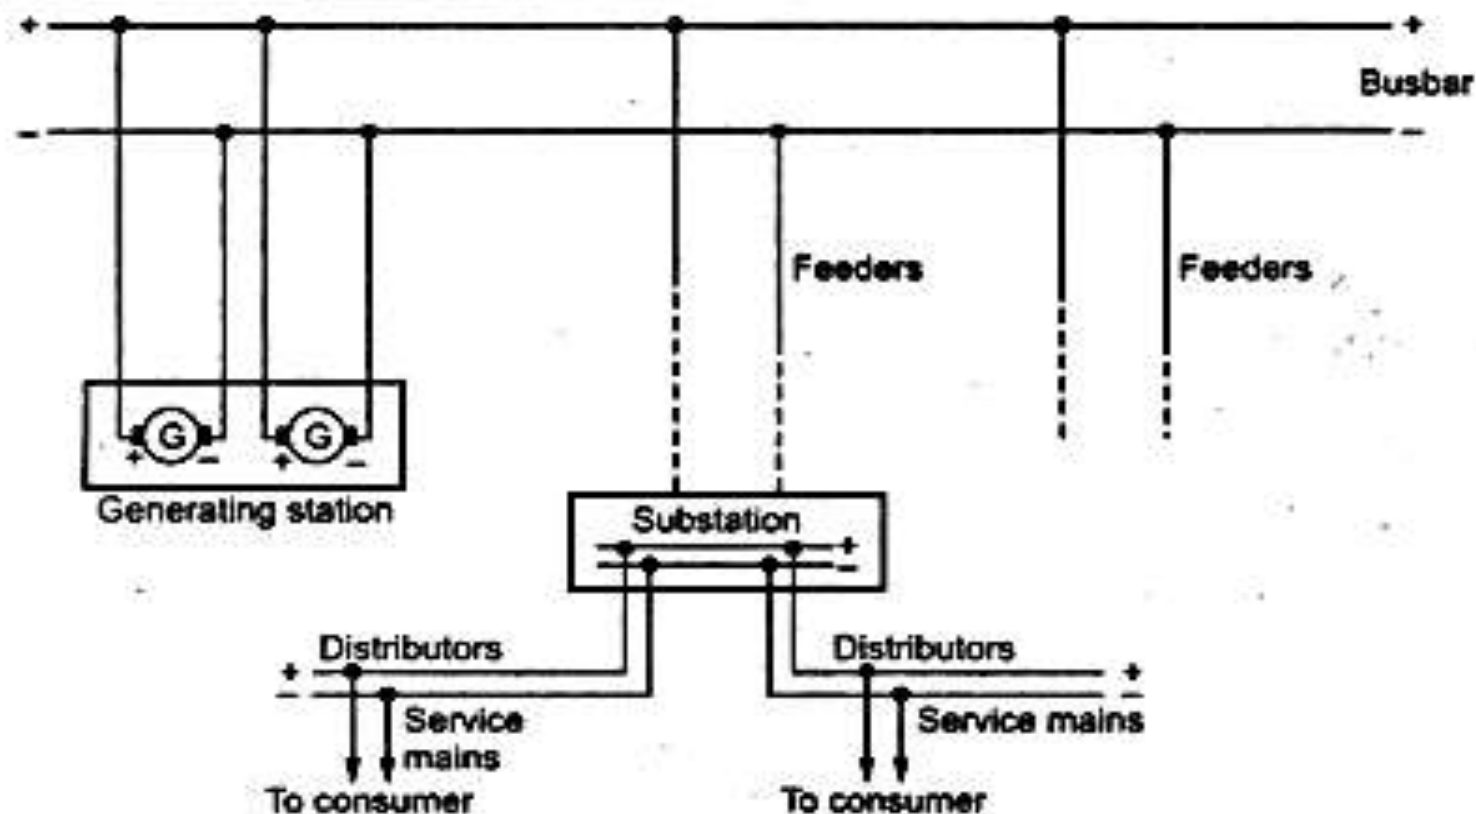 + +
Busbar
- -
Feeders Feeders
G G
+ - + -
Generating station
Substation
+
-
Distributors Distributors
+ +
- -
Service Service mains
mains
To consumer To consumer